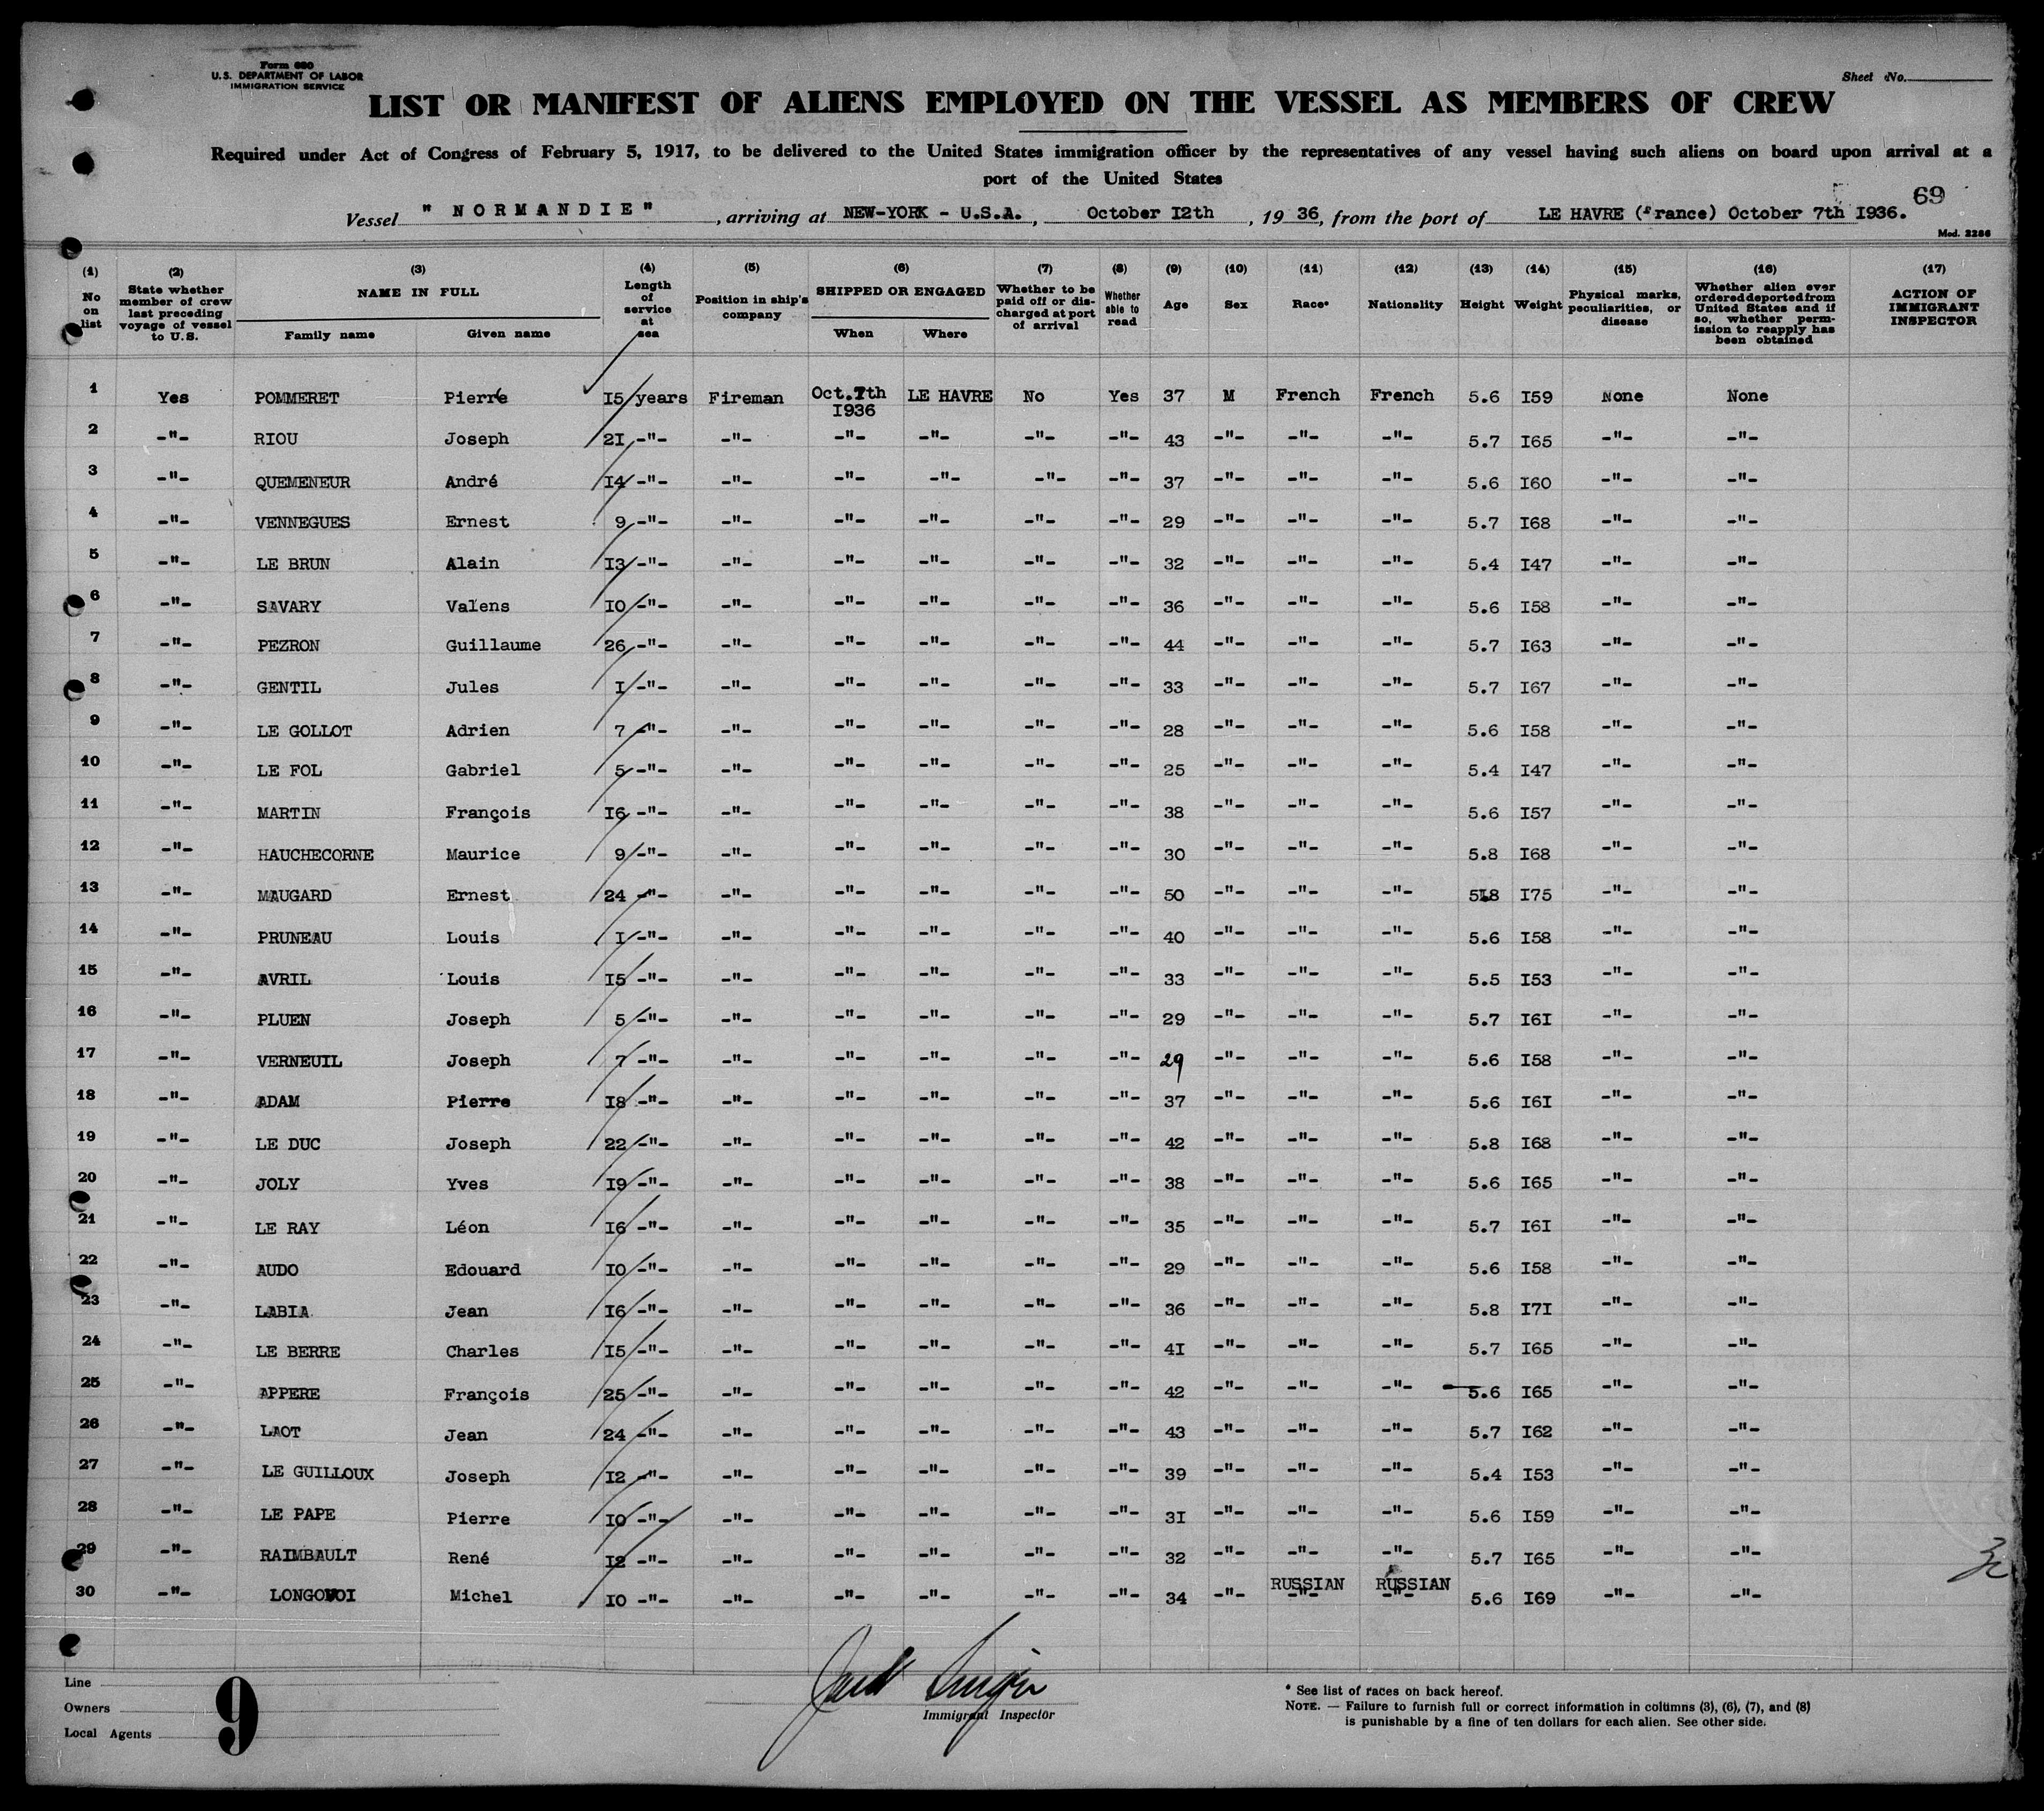 Form 680
U.S. DEPARTMENT OF LABOR
IMMIGRATION SERVICE
Sheet No.
LIST OR MANIFEST OF ALIENS EMPLOYED ON THE VESSEL AS MEMBERS OF CREW
Required under Act of Congress of February 5, 1917, to be delivered to the United States immigration officer by the representatives of any vessel having such aliens on board upon arrival at a
port of the United States
69
Vessel " NORMANDIE" , arriving at NEW-YORK - U.S.A. , October I2th , 19 36, from the port of LE HAVRE (France) October 7th I936.
Mod. 2286
(1) (2) (3) (4) (5) (6) (7) (8) (9) (10) (11) (12) (13) (14) (15) (16) (17)
No on list
State whether member of crew last preceding voyage of vessel to U.S.
NAME IN FULL
Family name Given name
Length of service at sea
Position in ship's company
SHIPPED OR ENGAGED
When Where
Whether to be paid off or discharged at port of arrival
Whether able to read
Age
Sex
Race*
Nationality
Height
Weight
Physical marks, peculiarities, or disease
Whether alien ever ordered deported from United States and if so, whether permission to reapply has been obtained
ACTION OF IMMIGRANT INSPECTOR
1 Yes POMMERET Pierre I5 years Fireman Oct.7th I936 LE HAVRE No Yes 37 M French French 5.6 I59 None None
2 -"- RIOU Joseph 2I -"- -"- -"- -"- -"- -"- 43 -"- -"- -"- 5.7 I65 -"- -"-
3 -"- QUEMENEUR André I4 -"- -"- -"- -"- -"- -"- 37 -"- -"- -"- 5.6 I60 -"- -"-
4 -"- VENNEGUES Ernest 9 -"- -"- -"- -"- -"- -"- 29 -"- -"- -"- 5.7 I68 -"- -"-
5 -"- LE BRUN Alain I3 -"- -"- -"- -"- -"- -"- 32 -"- -"- -"- 5.4 I47 -"- -"-
6 -"- SAVARY Valens I0 -"- -"- -"- -"- -"- -"- 36 -"- -"- -"- 5.6 I58 -"- -"-
7 -"- PEZRON Guillaume 26 -"- -"- -"- -"- -"- -"- 44 -"- -"- -"- 5.7 I63 -"- -"-
8 -"- GENTIL Jules I -"- -"- -"- -"- -"- -"- 33 -"- -"- -"- 5.7 I67 -"- -"-
9 -"- LE GOLLOT Adrien 7 -"- -"- -"- -"- -"- -"- 28 -"- -"- -"- 5.6 I58 -"- -"-
10 -"- LE FOL Gabriel 5 -"- -"- -"- -"- -"- -"- 25 -"- -"- -"- 5.4 I47 -"- -"-
11 -"- MARTIN François I6 -"- -"- -"- -"- -"- -"- 38 -"- -"- -"- 5.6 I57 -"- -"-
12 -"- HAUCHECORNE Maurice 9 -"- -"- -"- -"- -"- -"- 30 -"- -"- -"- 5.8 I68 -"- -"-
13 -"- MAUGARD Ernest 24 -"- -"- -"- -"- -"- -"- 50 -"- -"- -"- 5.8 I75 -"- -"-
14 -"- PRUNEAU Louis I -"- -"- -"- -"- -"- -"- 40 -"- -"- -"- 5.6 I58 -"- -"-
15 -"- AVRIL Louis I5 -"- -"- -"- -"- -"- -"- 33 -"- -"- -"- 5.5 I53 -"- -"-
16 -"- PLUEN Joseph 5 -"- -"- -"- -"- -"- -"- 29 -"- -"- -"- 5.7 I6I -"- -"-
17 -"- VERNEUIL Joseph 7 -"- -"- -"- -"- -"- -"- 29 -"- -"- -"- 5.6 I58 -"- -"-
18 -"- ADAM Pierre I8 -"- -"- -"- -"- -"- -"- 37 -"- -"- -"- 5.6 I6I -"- -"-
19 -"- LE DUC Joseph 22 -"- -"- -"- -"- -"- -"- 42 -"- -"- -"- 5.8 I68 -"- -"-
20 -"- JOLY Yves I9 -"- -"- -"- -"- -"- -"- 38 -"- -"- -"- 5.6 I65 -"- -"-
21 -"- LE RAY Léon I6 -"- -"- -"- -"- -"- -"- 35 -"- -"- -"- 5.7 I6I -"- -"-
22 -"- AUDO Edouard I0 -"- -"- -"- -"- -"- -"- 29 -"- -"- -"- 5.6 I58 -"- -"-
23 -"- LABIA Jean I6 -"- -"- -"- -"- -"- -"- 36 -"- -"- -"- 5.8 I7I -"- -"-
24 -"- LE BERRE Charles I5 -"- -"- -"- -"- -"- -"- 4I -"- -"- -"- 5.7 I65 -"- -"-
25 -"- APPERE François 25 -"- -"- -"- -"- -"- -"- 42 -"- -"- -"- 5.6 I65 -"- -"-
26 -"- LAOT Jean 24 -"- -"- -"- -"- -"- -"- 43 -"- -"- -"- 5.7 I62 -"- -"-
27 -"- LE GUILLOUX Joseph I2 -"- -"- -"- -"- -"- -"- 39 -"- -"- -"- 5.4 I53 -"- -"-
28 -"- LE PAPE Pierre I0 -"- -"- -"- -"- -"- -"- 3I -"- -"- -"- 5.6 I59 -"- -"-
29 -"- RAIMBAULT René I2 -"- -"- -"- -"- -"- -"- 32 -"- -"- -"- 5.7 I65 -"- -"-
30 -"- LONGOVOI Michel I0 -"- -"- -"- -"- -"- -"- 34 -"- RUSSIAN RUSSIAN 5.6 I69 -"- -"-
Line
Owners
Local Agents
9
Immigrant Inspector
* See list of races on back hereof.
NOTE. — Failure to furnish full or correct information in columns (3), (6), (7), and (8)
is punishable by a fine of ten dollars for each alien. See other side.